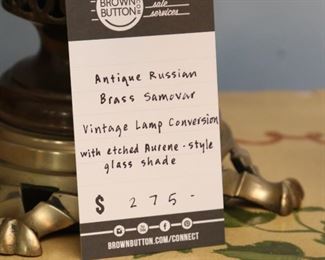 BROWN
BUTTON
.COM
sale
services
Antique Russian
Brass Samovar
Vintage Lamp Conversion
with etched Aurene-style
glass shade
$ 275-
BROWNBUTTON.COM/CONNECT